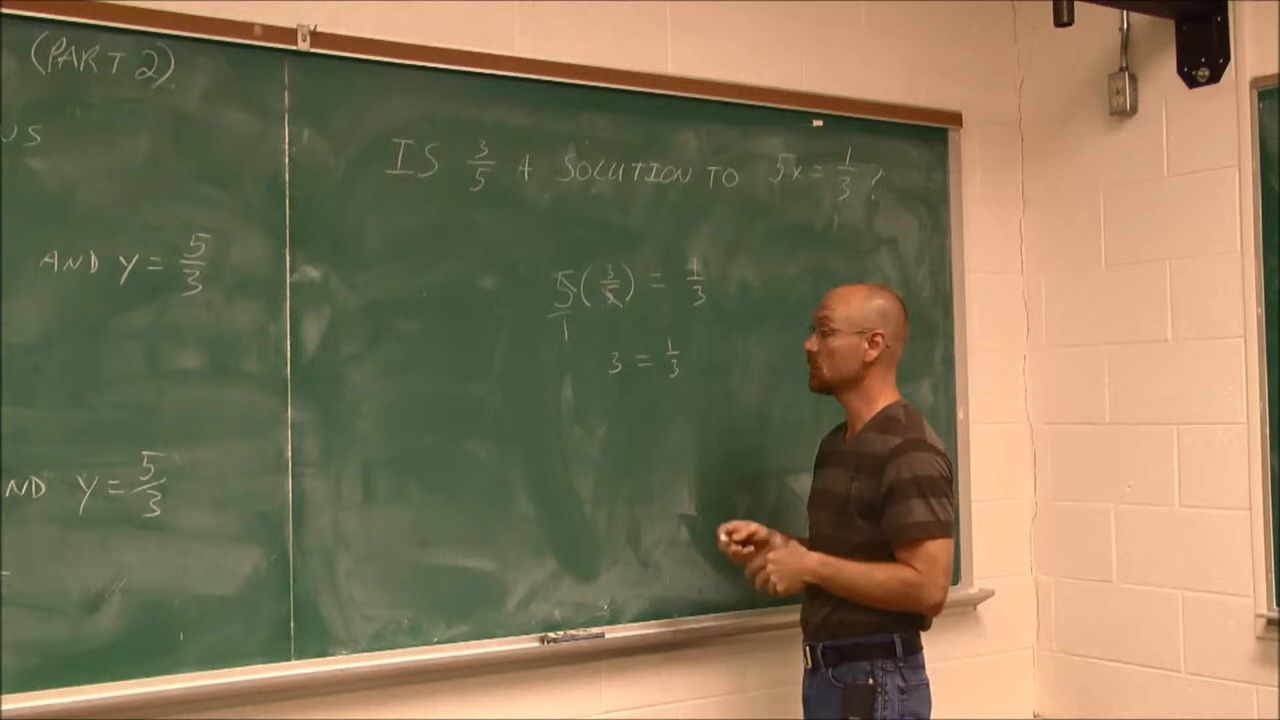 (PART 2)
US
AND y = 5/3
ND y = 5/3
IS 3/5 A SOLUTION TO 5x = 1/3 ?
5/1 (3/5) = 1/3
3 = 1/3